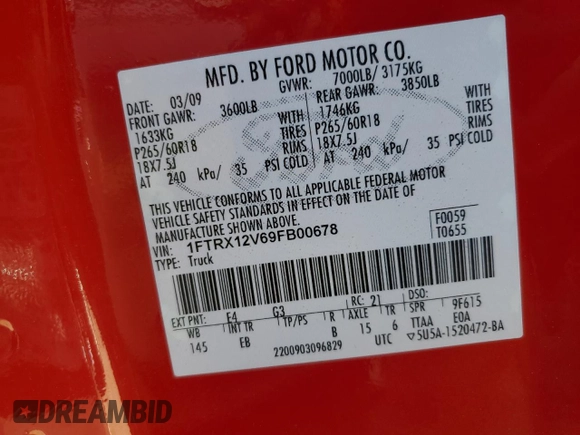 MFD. BY FORD MOTOR CO.
DATE: 03/09 GVWR: 7000LB/ 3175KG
FRONT GAWR: 3600LB REAR GAWR: 3850LB
1633KG WITH 1746KG WITH
P265/60R18 TIRES P265/60R18 TIRES
18X7.5J RIMS 18X7.5J RIMS
AT 240 kPa/ 35 PSI COLD AT 240 kPa/ 35 PSI COLD
Ford
THIS VEHICLE CONFORMS TO ALL APPLICABLE FEDERAL MOTOR
VEHICLE SAFETY STANDARDS IN EFFECT ON THE DATE OF
MANUFACTURE SHOWN ABOVE.
VIN: 1FTRX12V69FB00678 F0059
TYPE: Truck T0655
EXT PNT: E4 G3 RC: 21 DSO:
WB INT TR TP/PS R AXLE TR SPR 9F615
145 EB B 15 6 TTAA EOA
2200903096829 UTC ▽5U5A-1520472-BA
DREAMBID